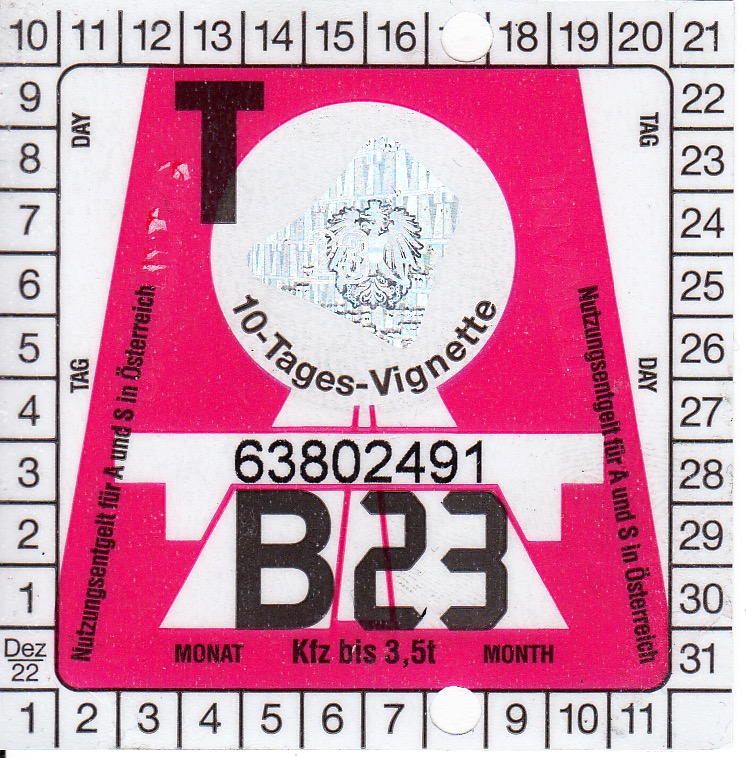 10 11 12 13 14 15 16 18 19 20 21
9 22
DAY TAG
T
8 23
7 24
6 25
5 26
TAG DAY
4 27
3 28
2 29
1 30
Dez 22 31
Nutzungsentgelt für A und S in Österreich
10-Tages-Vignette
Nutzungsentgelt für A und S in Österreich
63802491
B 23
MONAT Kfz bis 3,5t MONTH
1 2 3 4 5 6 7 9 10 11